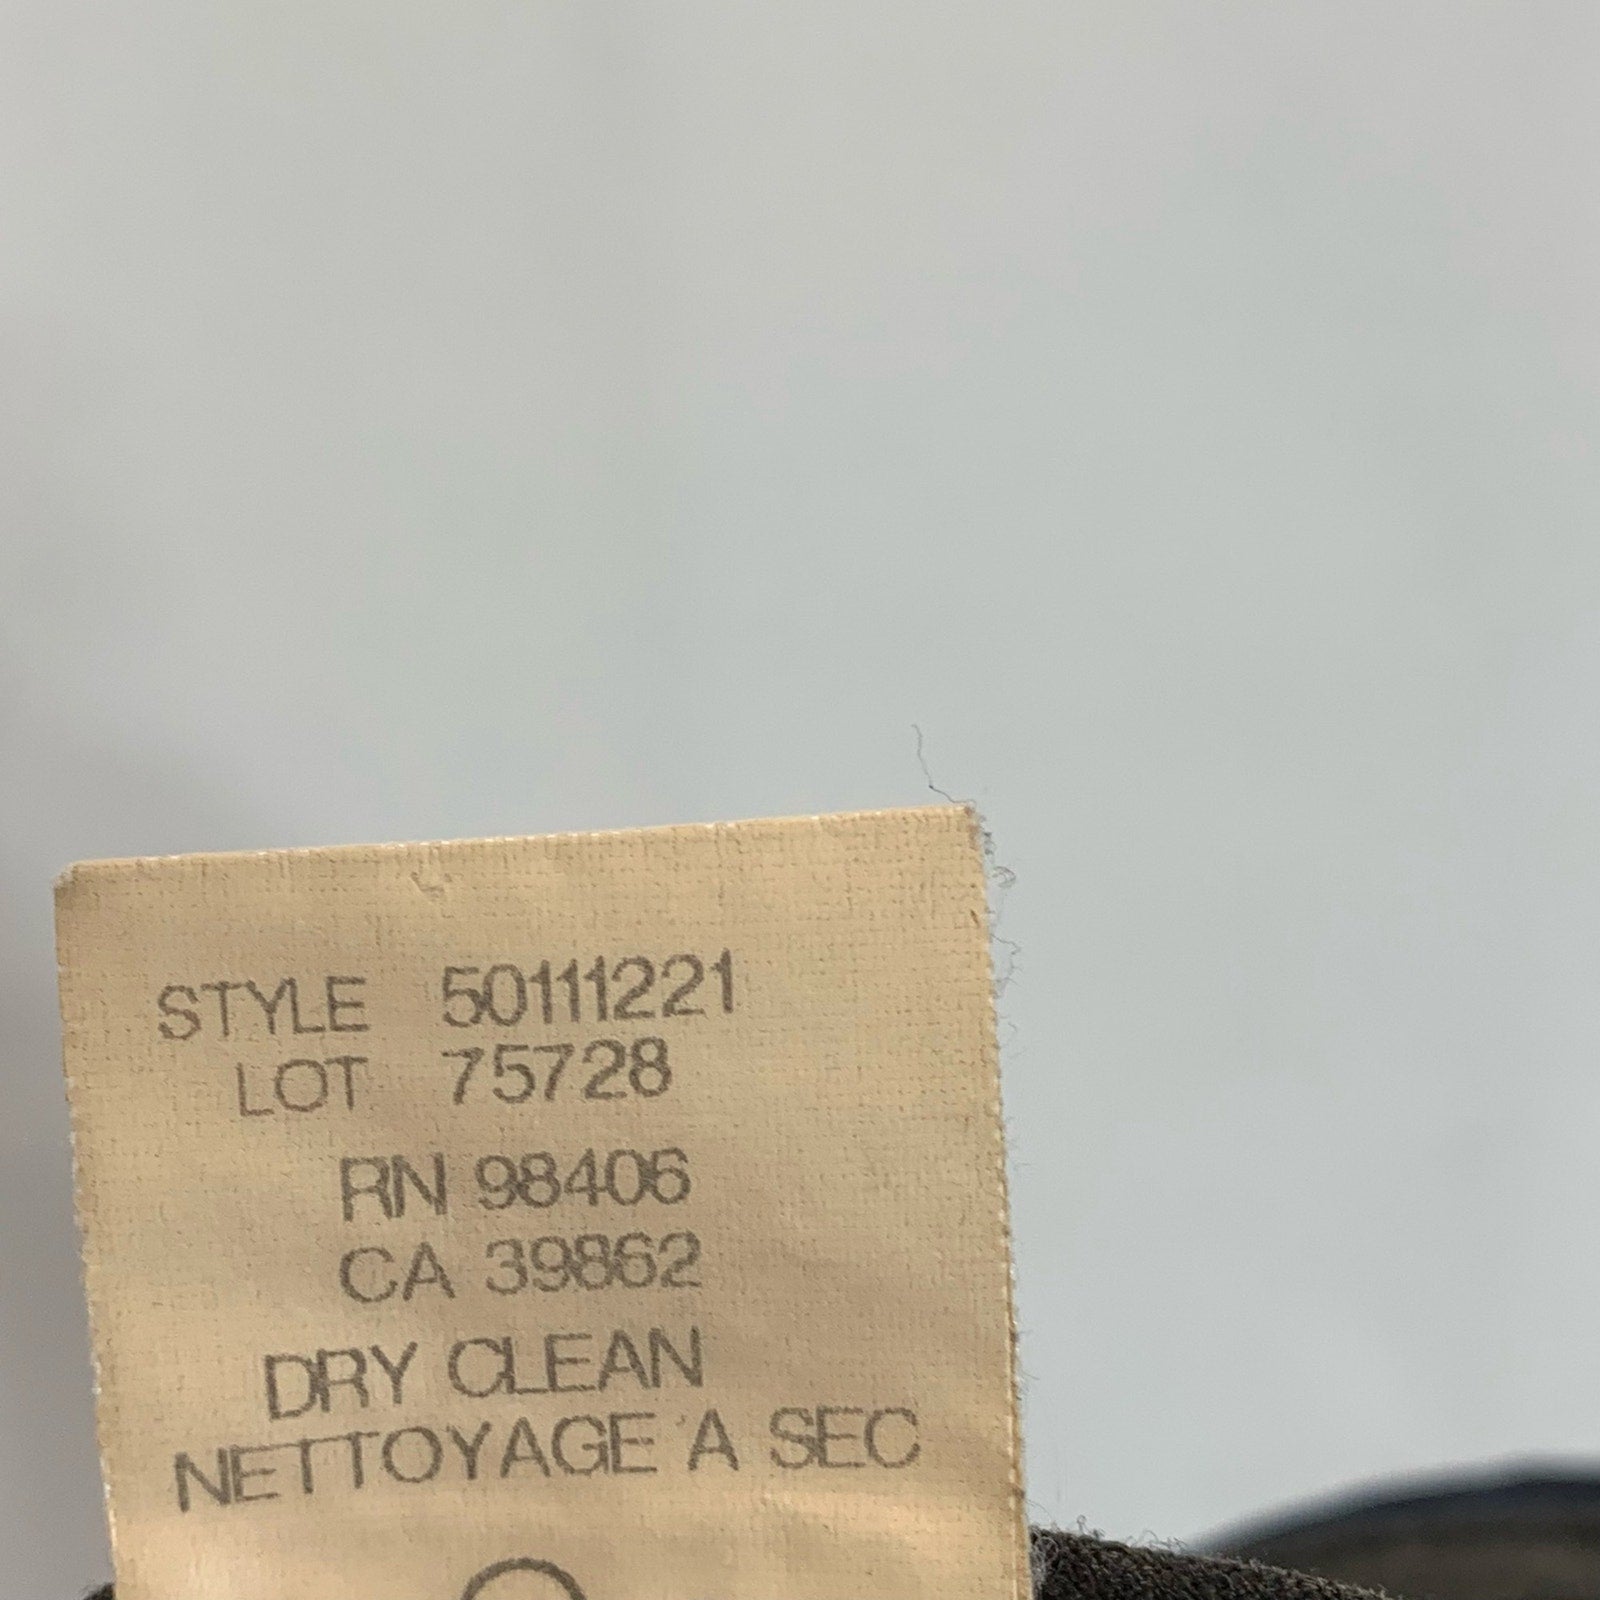 STYLE 50111221
LOT 75728
RN 98406
CA 39862
DRY CLEAN
NETTOYAGE 'A SEC